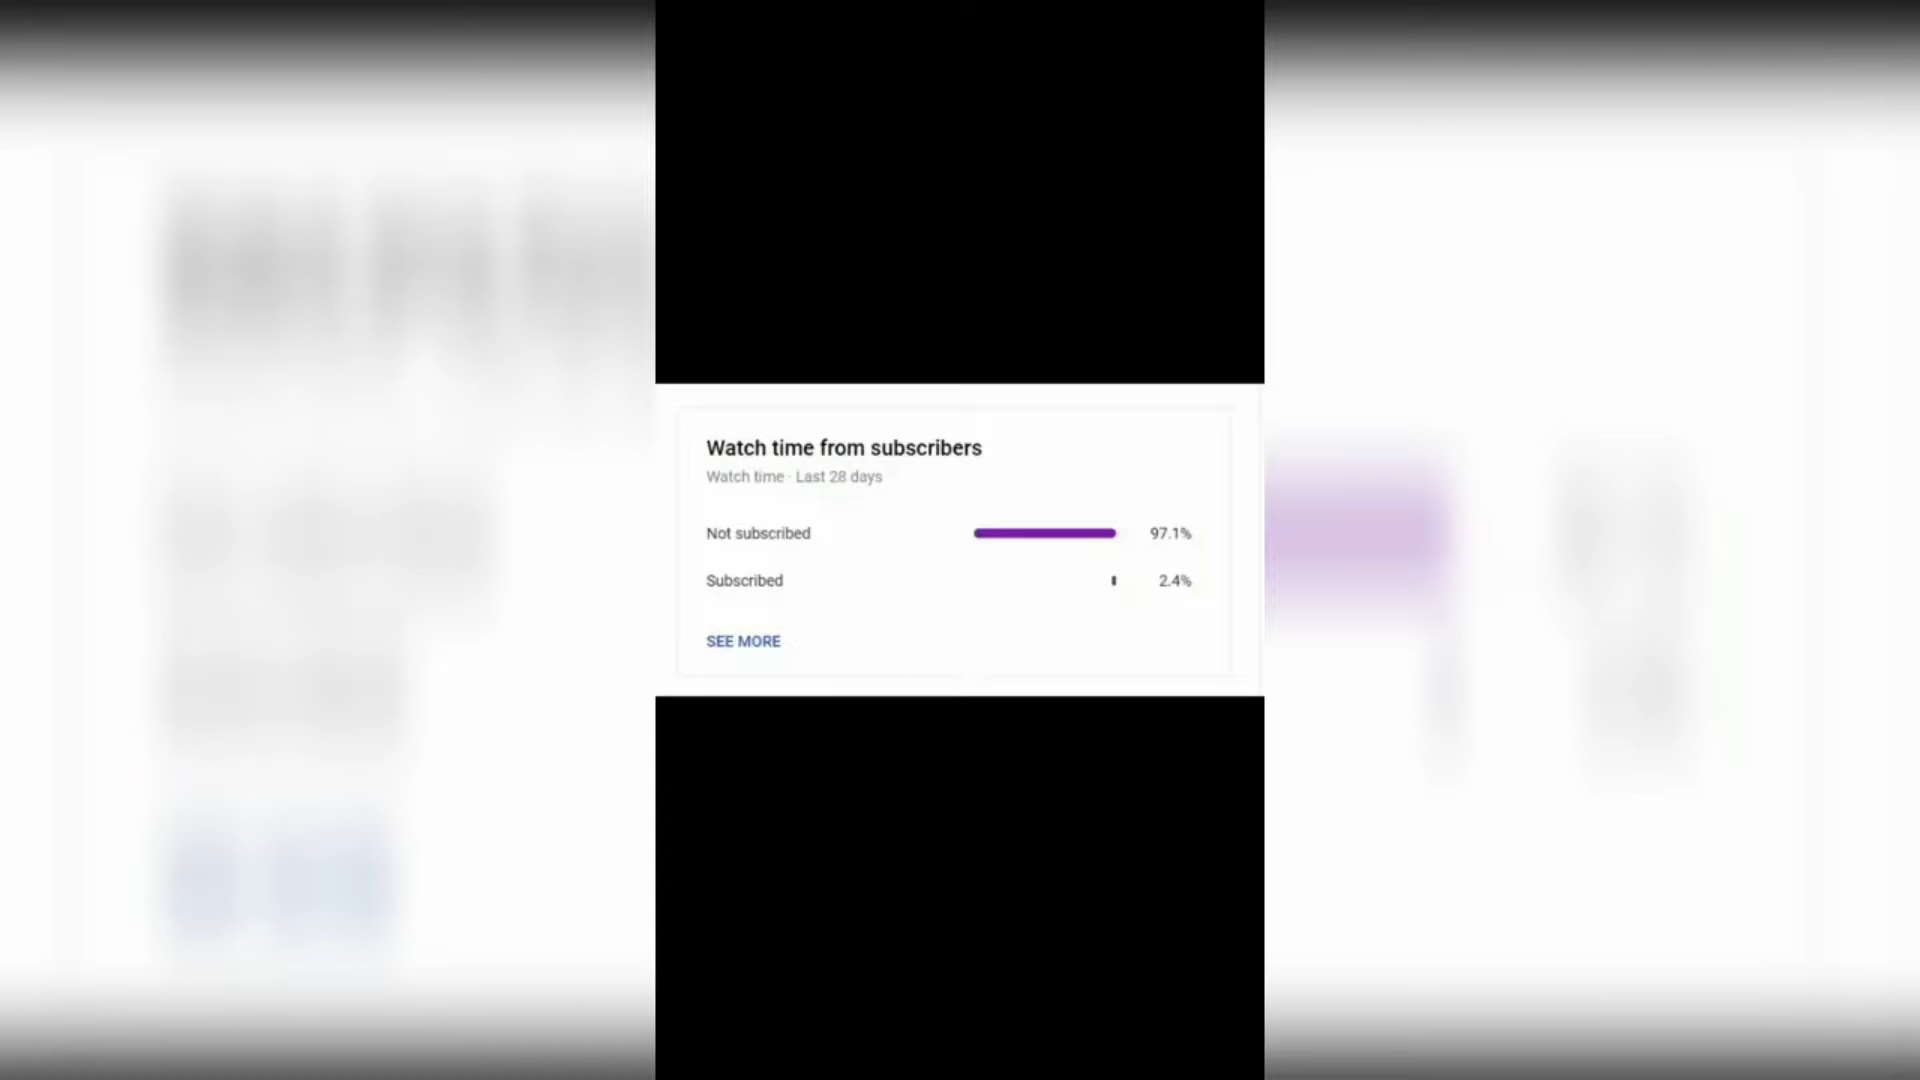 Watch time from subscribers
Watch time · Last 28 days
Not subscribed 97.1%
Subscribed 2.4%
SEE MORE